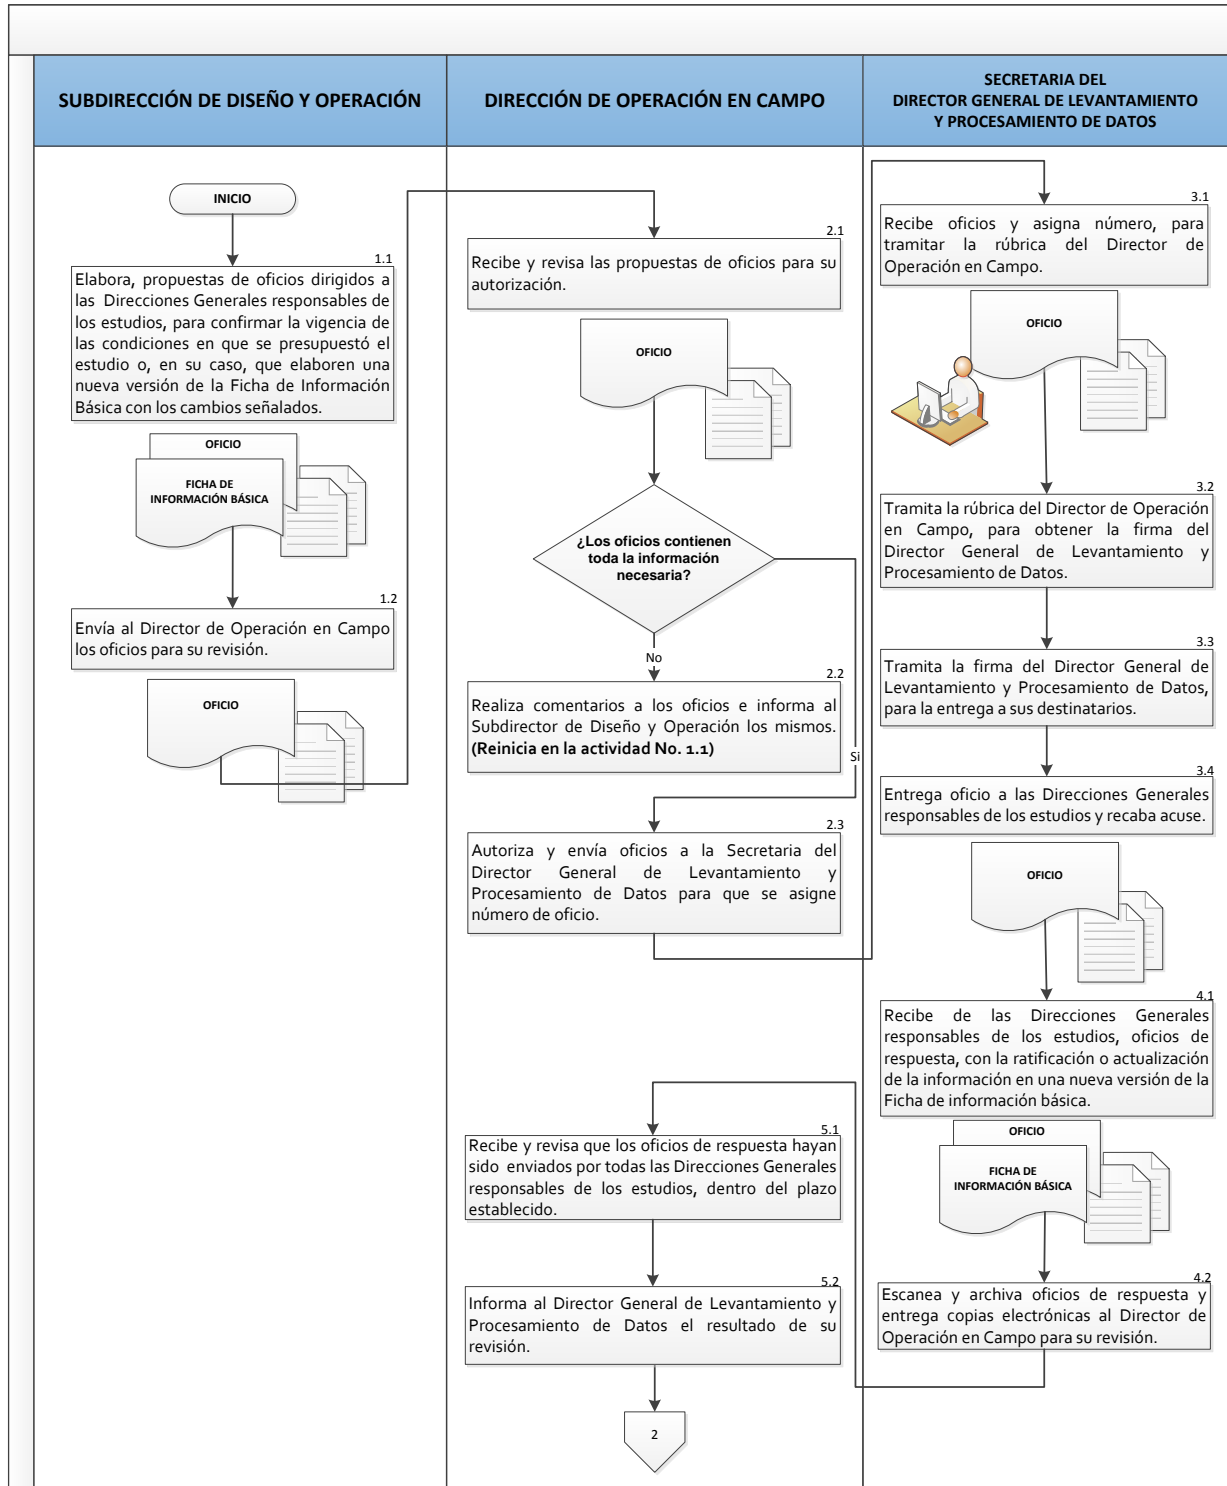 SUBDIRECCIÓN DE DISEÑO Y OPERACIÓN
DIRECCIÓN DE OPERACIÓN EN CAMPO
SECRETARIA DEL
DIRECTOR GENERAL DE LEVANTAMIENTO
Y PROCESAMIENTO DE DATOS
INICIO
1.1
Elabora, propuestas de oficios dirigidos a
las Direcciones Generales responsables de
los estudios, para confirmar la vigencia de
las condiciones en que se presupuestó el
estudio o, en su caso, que elaboren una
nueva versión de la Ficha de Información
Básica con los cambios señalados.
OFICIO
FICHA DE
INFORMACIÓN BÁSICA
1.2
Envía al Director de Operación en Campo
los oficios para su revisión.
OFICIO
2.1
Recibe y revisa las propuestas de oficios para su
autorización.
OFICIO
¿Los oficios contienen
toda la información
necesaria?
No
Si
2.2
Realiza comentarios a los oficios e informa al
Subdirector de Diseño y Operación los mismos.
(Reinicia en la actividad No. 1.1)
2.3
Autoriza y envía oficios a la Secretaria del
Director General de Levantamiento y
Procesamiento de Datos para que se asigne
número de oficio.
3.1
Recibe oficios y asigna número, para
tramitar la rúbrica del Director de
Operación en Campo.
OFICIO
3.2
Tramita la rúbrica del Director de Operación
en Campo, para obtener la firma del
Director General de Levantamiento y
Procesamiento de Datos.
3.3
Tramita la firma del Director General de
Levantamiento y Procesamiento de Datos,
para la entrega a sus destinatarios.
3.4
Entrega oficio a las Direcciones Generales
responsables de los estudios y recaba acuse.
OFICIO
4.1
Recibe de las Direcciones Generales
responsables de los estudios, oficios de
respuesta, con la ratificación o actualización
de la información en una nueva versión de la
Ficha de información básica.
OFICIO
FICHA DE
INFORMACIÓN BÁSICA
4.2
Escanea y archiva oficios de respuesta y
entrega copias electrónicas al Director de
Operación en Campo para su revisión.
5.1
Recibe y revisa que los oficios de respuesta hayan
sido enviados por todas las Direcciones Generales
responsables de los estudios, dentro del plazo
establecido.
5.2
Informa al Director General de Levantamiento y
Procesamiento de Datos el resultado de su
revisión.
2